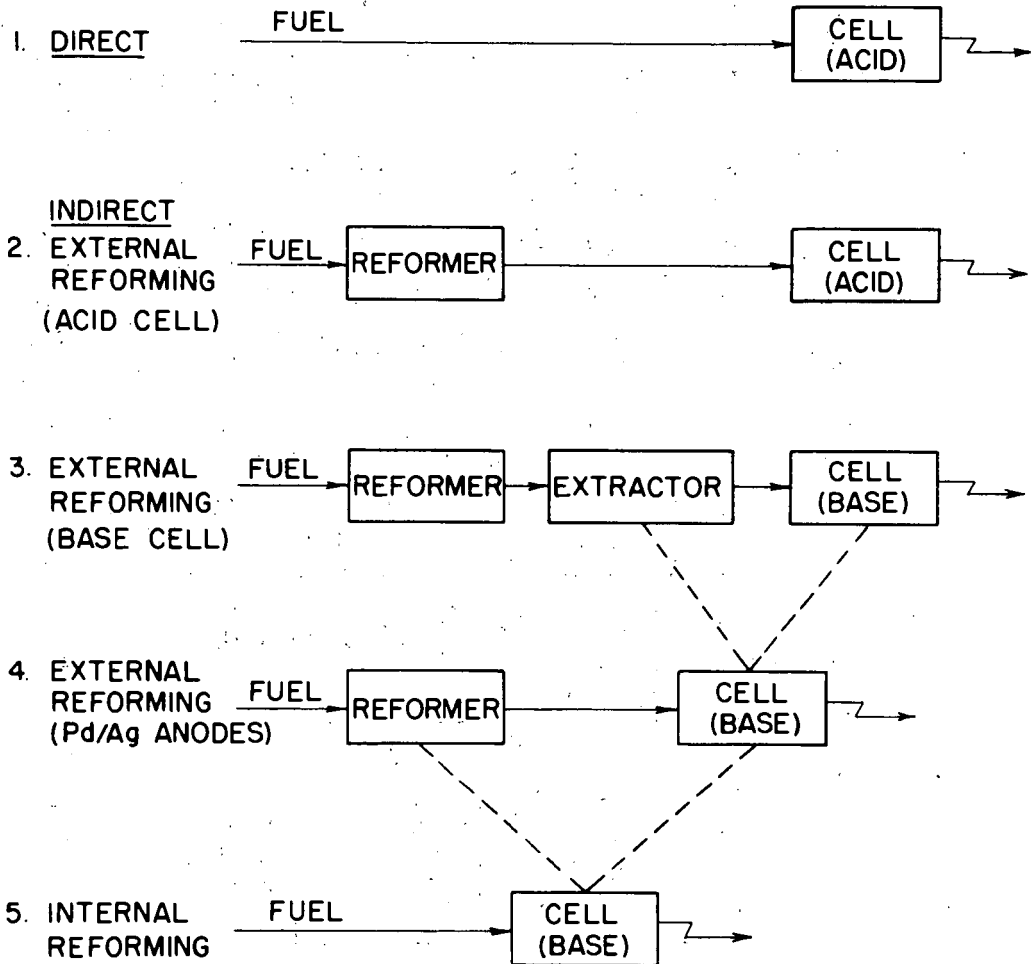 1. DIRECT
FUEL
CELL
(ACID)
INDIRECT
2. EXTERNAL
REFORMING
(ACID CELL)
FUEL
REFORMER
CELL
(ACID)
3. EXTERNAL
REFORMING
(BASE CELL)
FUEL
REFORMER
EXTRACTOR
CELL
(BASE)
4. EXTERNAL
REFORMING
(Pd/Ag ANODES)
FUEL
REFORMER
CELL
(BASE)
5. INTERNAL
REFORMING
FUEL
CELL
(BASE)